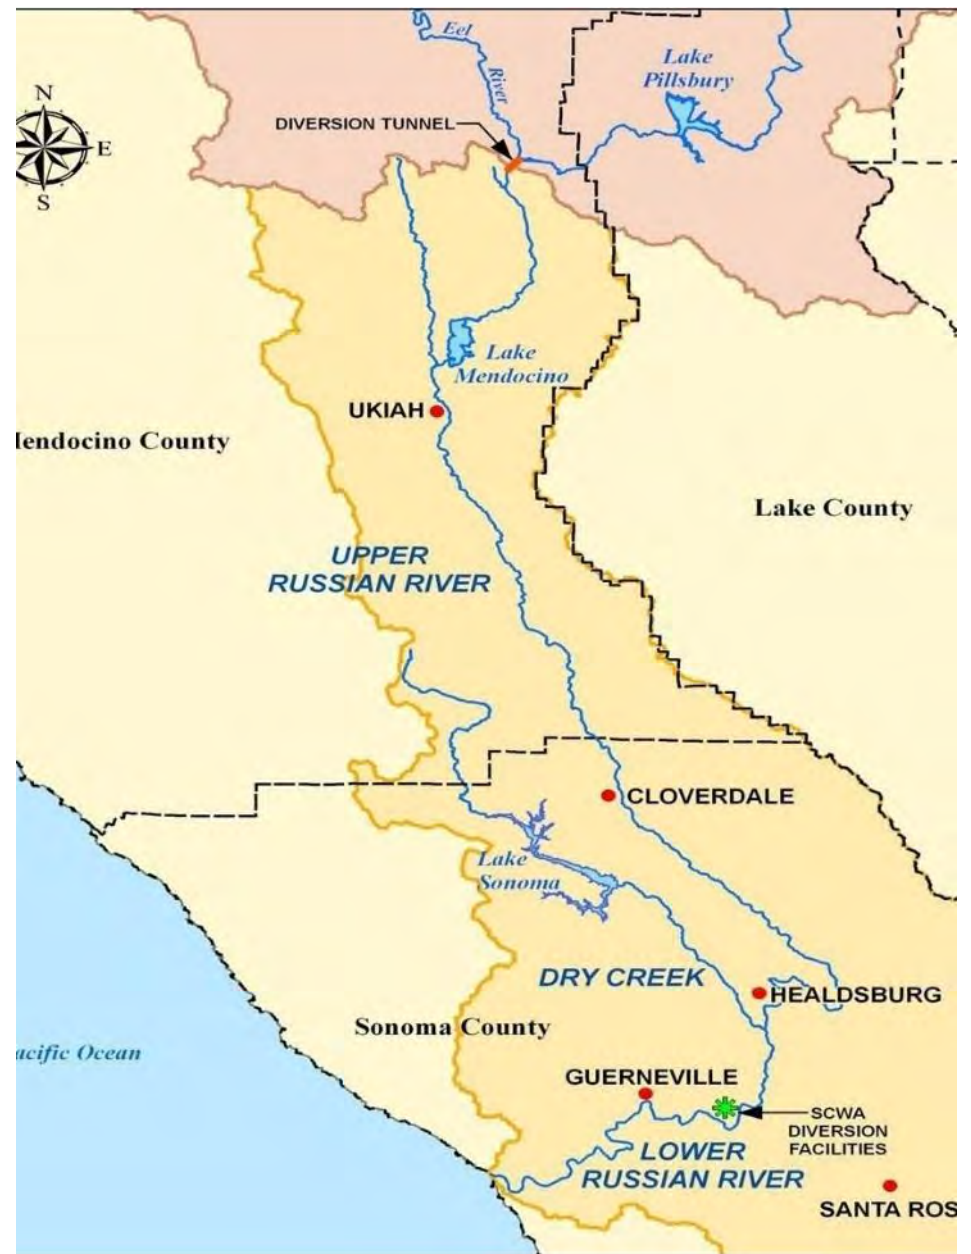 Eel
River
Lake
Pillsbury
N
E
S
DIVERSION TUNNEL
Lake
Mendocino
UKIAH
endocino County
Lake County
UPPER
RUSSIAN RIVER
CLOVERDALE
Lake
Sonoma
DRY CREEK
HEALDSBURG
Sonoma County
acific Ocean
GUERNEVILLE
SCWA
DIVERSION
FACILITIES
LOWER
RUSSIAN RIVER
SANTA ROS